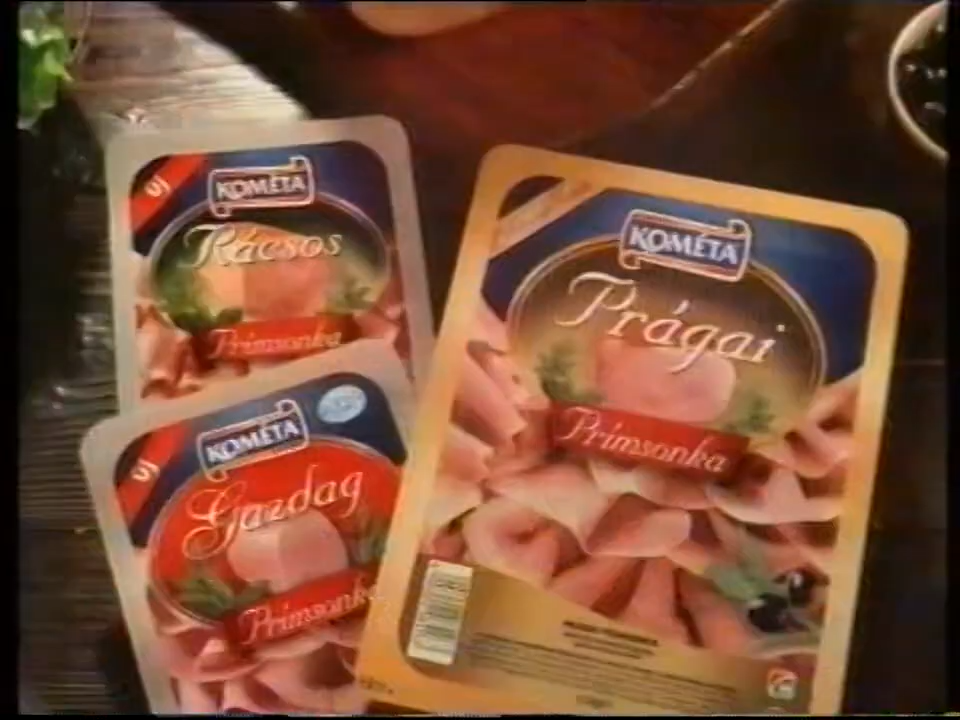 ÚJ
KOMÉTA
Rácsos
Prímsonka
ÚJ
KOMÉTA
Gazdag
Prímsonka
KOMÉTA
Prágai
Prímsonka